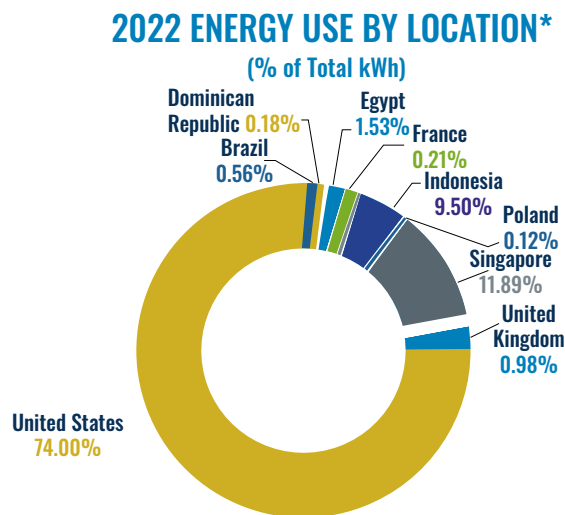 2022 ENERGY USE BY LOCATION*
(% of Total kWh)
Dominican
Republic 0.18%
Brazil
0.56%
Egypt
1.53%
France
0.21%
Indonesia
9.50%
Poland
0.12%
Singapore
11.89%
United
Kingdom
0.98%
United States
74.00%